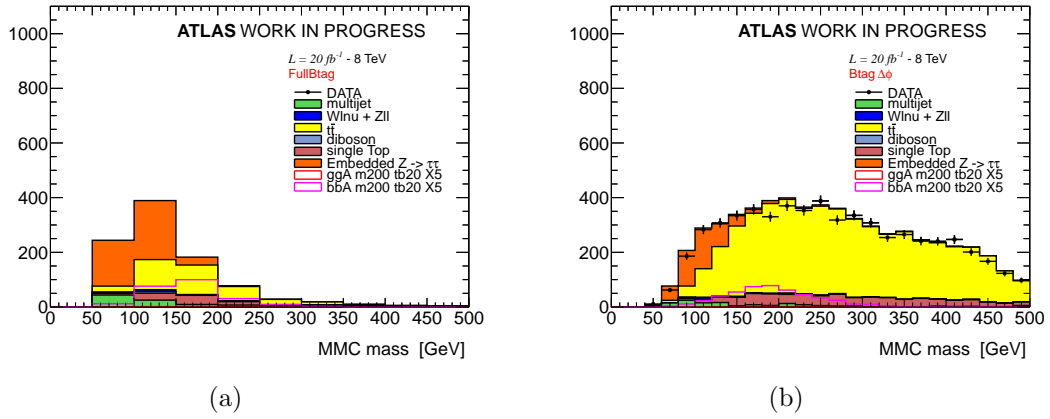 ATLAS WORK IN PROGRESS
L = 20 fb⁻¹ - 8 TeV
FullBtag
DATA
multijet
Wlnu + Zll
tt̄
diboson
single Top
Embedded Z -> ττ
ggA m200 tb20 X5
bbA m200 tb20 X5
1000
800
600
400
200
0
0 50 100 150 200 250 300 350 400 450 500
MMC mass [GeV]
(a)
ATLAS WORK IN PROGRESS
L = 20 fb⁻¹ - 8 TeV
Btag Δϕ
DATA
multijet
Wlnu + Zll
tt̄
diboson
single Top
Embedded Z -> ττ
ggA m200 tb20 X5
bbA m200 tb20 X5
1000
800
600
400
200
0
0 50 100 150 200 250 300 350 400 450 500
MMC mass [GeV]
(b)